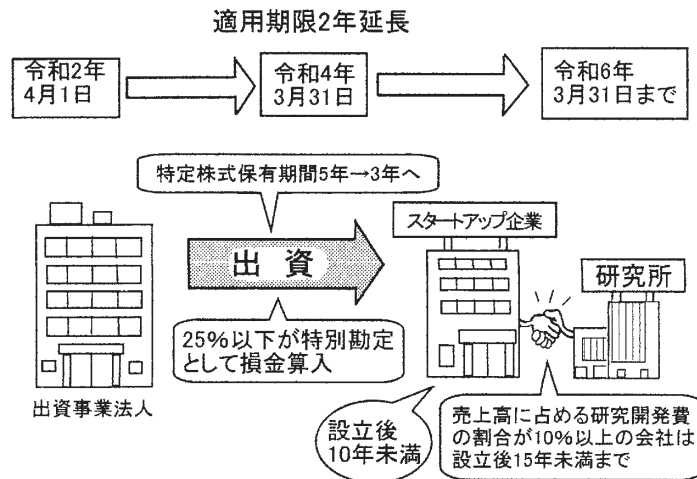 適用期限2年延長
令和2年
4月1日
令和4年
3月31日
令和6年
3月31日まで
特定株式保有期間5年→3年へ
出資
25%以下が特別勘定
として損金算入
出資事業法人
スタートアップ企業
研究所
設立後
10年未満
売上高に占める研究開発費
の割合が10%以上の会社は
設立後15年未満まで